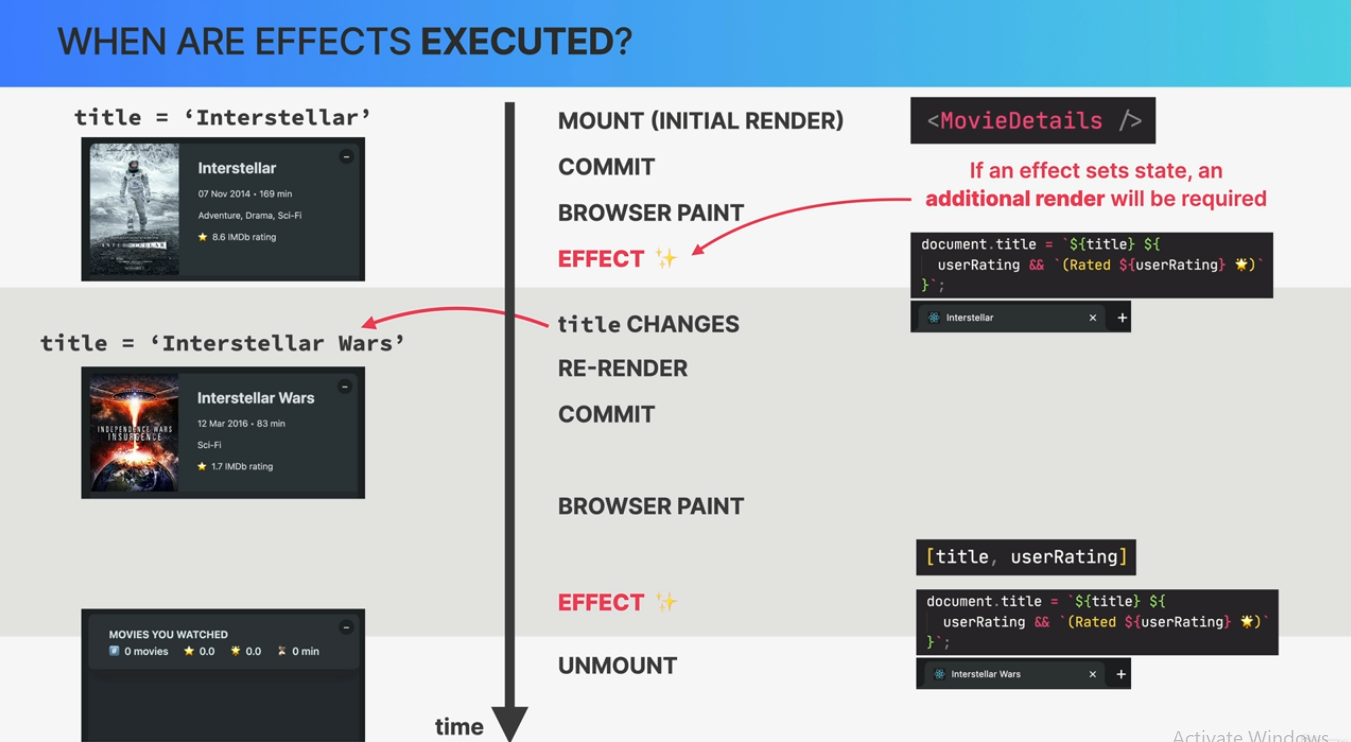 WHEN ARE EFFECTS EXECUTED?
title = ‘Interstellar’
Interstellar
07 Nov 2014 • 169 min
Adventure, Drama, Sci-Fi
⭐ 8.6 IMDb rating
INTERSTELLAR
MOUNT (INITIAL RENDER)
COMMIT
BROWSER PAINT
EFFECT ✨
<MovieDetails />
If an effect sets state, an
additional render will be required
document.title = `${title} ${
userRating && `(Rated ${userRating} 🌟)`
}`;
Interstellar
title = ‘Interstellar Wars’
Interstellar Wars
12 Mar 2016 • 83 min
Sci-Fi
⭐ 1.7 IMDb rating
INDEPENDENCE WARS
INSURGENCE
title CHANGES
RE-RENDER
COMMIT
BROWSER PAINT
EFFECT ✨
[title, userRating]
document.title = `${title} ${
userRating && `(Rated ${userRating} 🌟)`
}`;
Interstellar Wars
MOVIES YOU WATCHED
#️⃣ 0 movies ⭐ 0.0 🌟 0.0 ⏳ 0 min
UNMOUNT
time
Activate Windows